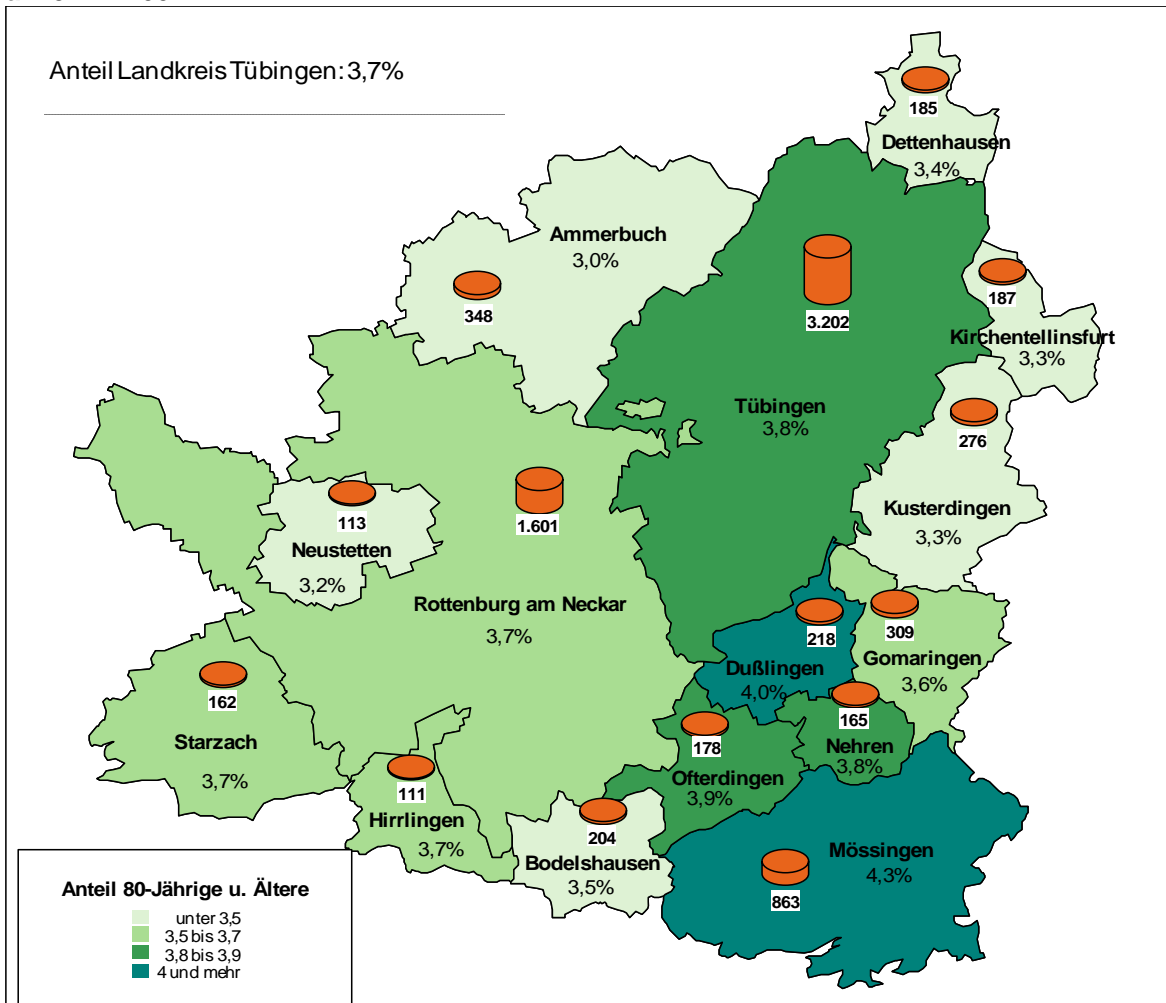 Anteil Landkreis Tübingen: 3,7%
185
Dettenhausen
3,4%
Ammerbuch
3,0%
348
3.202
187
Kirchentellinsfurt
3,3%
Tübingen
3,8%
276
Kusterdingen
3,3%
113
Neustetten
3,2%
1.601
Rottenburg am Neckar
3,7%
218
Dußlingen
4,0%
309
Gomaringen
3,6%
162
Starzach
3,7%
165
Nehren
3,8%
178
Ofterdingen
3,9%
111
Hirrlingen
3,7%
204
Bodelshausen
3,5%
Mössingen
4,3%
863
Anteil 80-Jährige u. Ältere
unter 3,5
3,5 bis 3,7
3,8 bis 3,9
4 und mehr